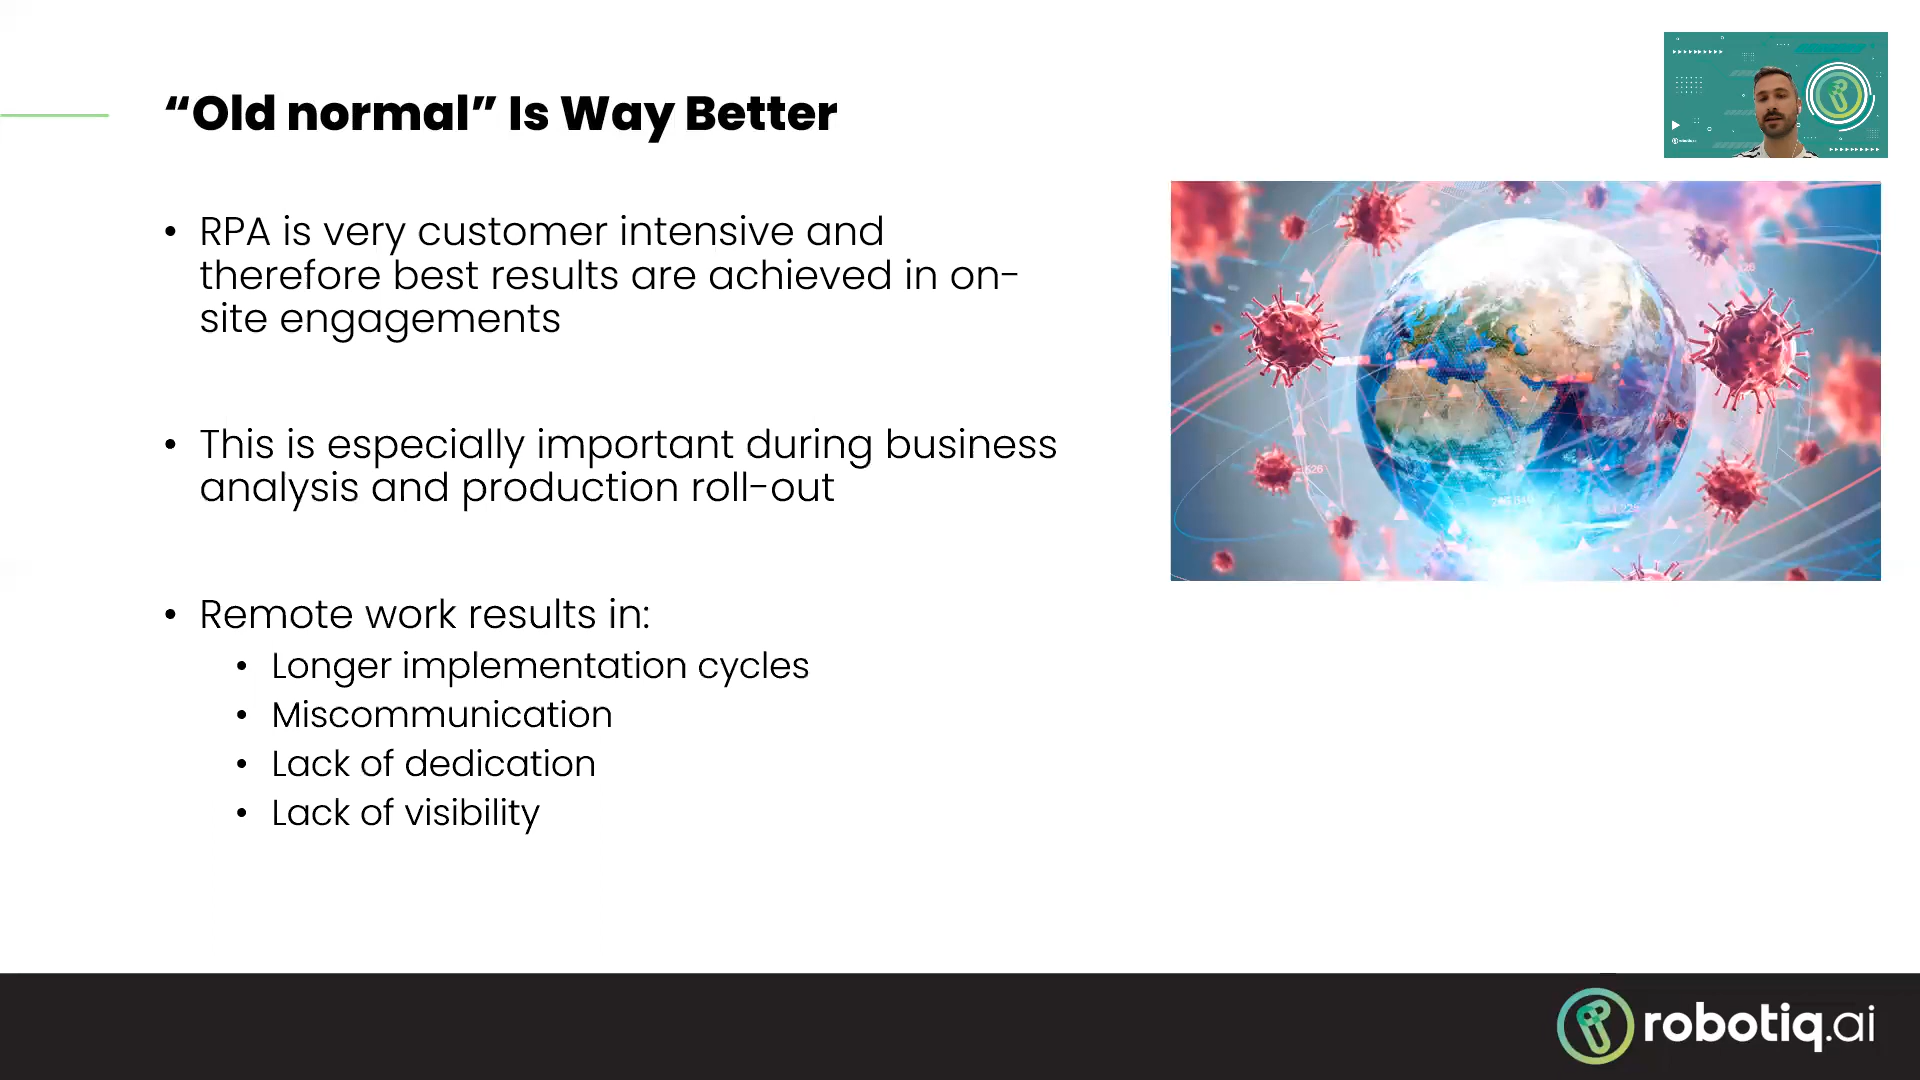 “Old normal” Is Way Better
• RPA is very customer intensive and
therefore best results are achieved in on-
site engagements
• This is especially important during business
analysis and production roll-out
• Remote work results in:
• Longer implementation cycles
• Miscommunication
• Lack of dedication
• Lack of visibility
robotiq.ai